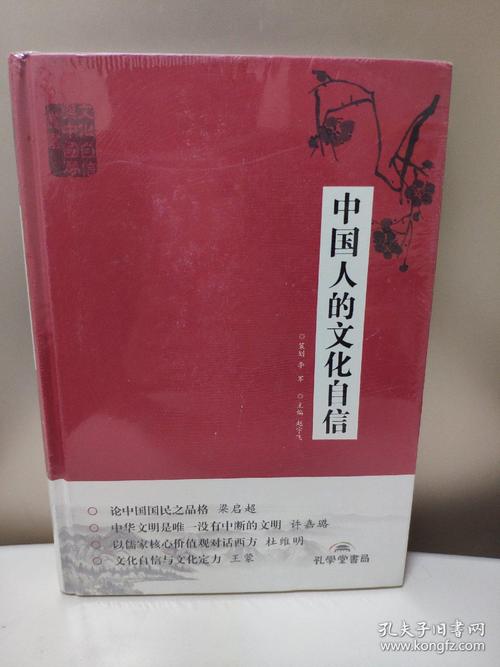 中国人的文化自信
◎策划 李军 ◎主编 赵宇飞
◎ 论中国国民之品格 梁启超
◎ 中华文明是唯一没有中断的文明 许嘉璐
◎ 以儒家核心价值观对话西方 杜维明
◎ 文化自信与文化定力 王蒙
孔學堂書局
孔夫子旧书网
www.kongfz.com